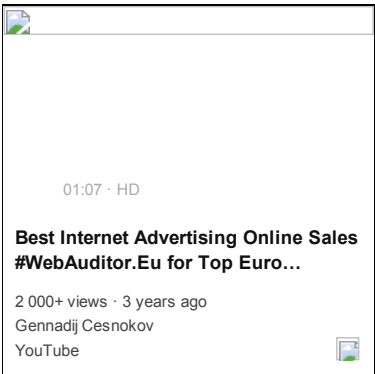 01:07 · HD
Best Internet Advertising Online Sales
#WebAuditor.Eu for Top Euro…
2 000+ views · 3 years ago
Gennadij Cesnokov
YouTube